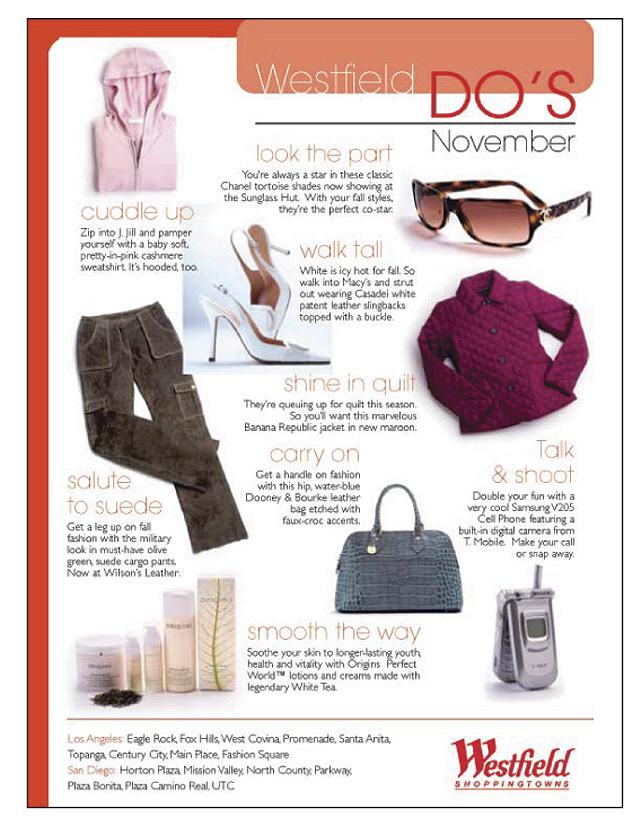 Westfield DO'S
November
look the part
You're always a star in these classic
Chanel tortoise shades now showing at
the Sunglass Hut. With your fall styles,
they're the perfect co-star.
cuddle up
Zip into J. Jill and pamper
yourself with a baby soft,
pretty-in-pink cashmere
sweatshirt. It's hooded, too.
walk tall
White is icy hot for fall. So
walk into Macy's and strut
out wearing Casadei white
patent leather slingbacks
topped with a buckle.
shine in quilt
They're queuing up for quilt this season.
So you'll want this marvelous
Banana Republic jacket in new maroon.
carry on
Get a handle on fashion
with this hip, water-blue
Dooney & Bourke leather
bag etched with
faux-croc accents.
Talk
& shoot
Double your fun with a
very cool Samsung V205
Cell Phone featuring a
built-in digital camera from
T. Mobile. Make your call
or snap away.
salute
to suede
Get a leg up on fall
fashion with the military
look in must-have olive
green, suede cargo pants.
Now at Wilson's Leather.
smooth the way
Soothe your skin to longer-lasting youth,
health and vitality with Origins Perfect
World™ lotions and creams made with
legendary White Tea.
Los Angeles: Eagle Rock, Fox Hills, West Covina, Promenade, Santa Anita,
Topanga, Century City, Main Place, Fashion Square
San Diego: Horton Plaza, Mission Valley, North County, Parkway,
Plaza Bonita, Plaza Camino Real, UTC
Westfield
SHOPPINGTOWNS